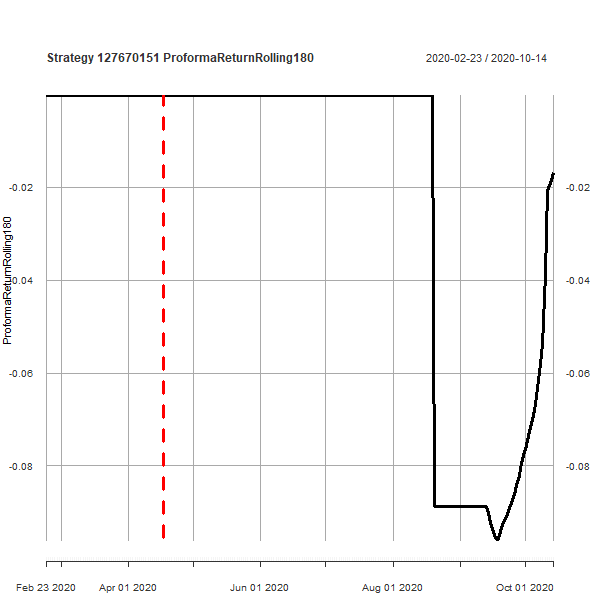 Strategy 127670151 ProformaReturnRolling180
2020-02-23 / 2020-10-14
ProformaReturnRolling180
-0.02
-0.02
-0.04
-0.04
-0.06
-0.06
-0.08
-0.08
Feb 23 2020
Apr 01 2020
Jun 01 2020
Aug 01 2020
Oct 01 2020